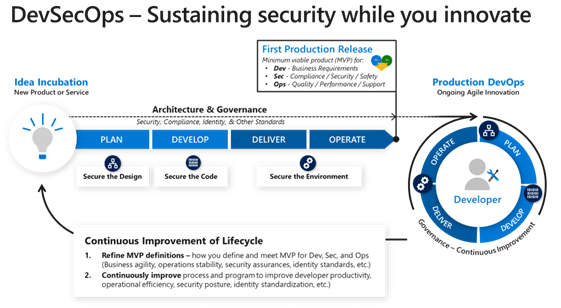 DevSecOps – Sustaining security while you innovate
First Production Release
Minimum viable product (MVP) for:
• Dev - Business Requirements
• Sec - Compliance / Security / Safety
• Ops - Quality / Performance / Support
Idea Incubation
New Product or Service
Production DevOps
Ongoing Agile Innovation
Architecture & Governance
Security, Compliance, Identity, & Other Standards
PLAN
DEVELOP
DELIVER
OPERATE
Secure the Design
Secure the Code
Secure the Environment
OPERATE
PLAN
Developer
DELIVER
DEVELOP
Governance – Continuous Improvement
Continuous Improvement of Lifecycle
1. Refine MVP definitions – how you define and meet MVP for Dev, Sec, and Ops
(Business agility, operations stability, security assurances, identity standards, etc.)
2. Continuously improve process and program to improve developer productivity,
operational efficiency, security posture, identity standardization, etc.)